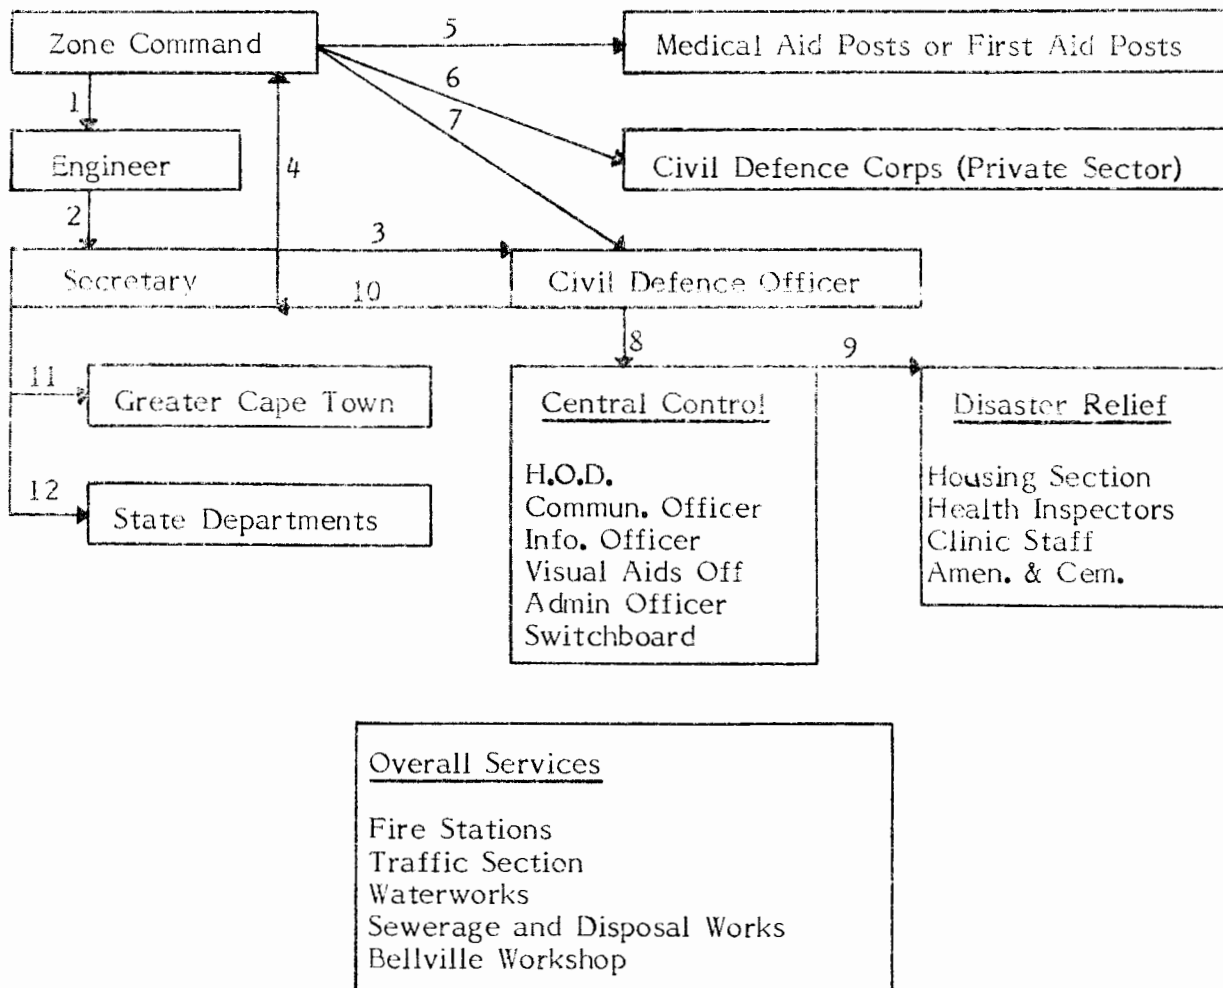 Zone Command
5
Medical Aid Posts or First Aid Posts
6
7
1
4
Engineer
Civil Defence Corps (Private Sector)
2
3
Secretary
10
Civil Defence Officer
8
9
11
Greater Cape Town
12
State Departments
Central Control
H.O.D.
Commun. Officer
Info. Officer
Visual Aids Off
Admin Officer
Switchboard
Disaster Relief
Housing Section
Health Inspectors
Clinic Staff
Amen. & Cem.
Overall Services
Fire Stations
Traffic Section
Waterworks
Sewerage and Disposal Works
Bellville Workshop